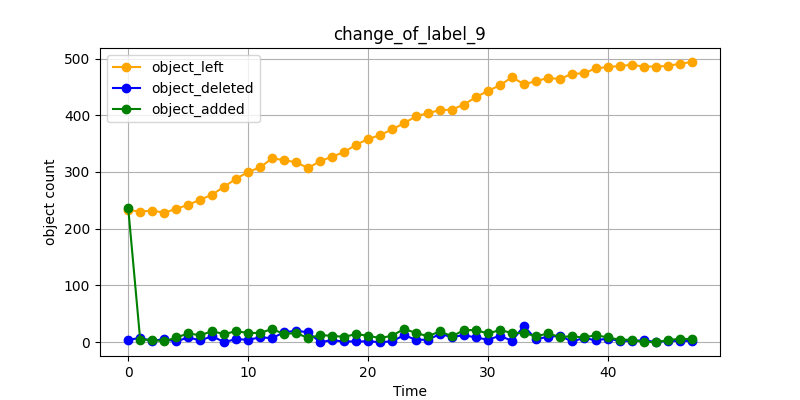 change_of_label_9
object_left
object_deleted
object_added
object count
500
400
300
200
100
0
0 10 20 30 40
Time